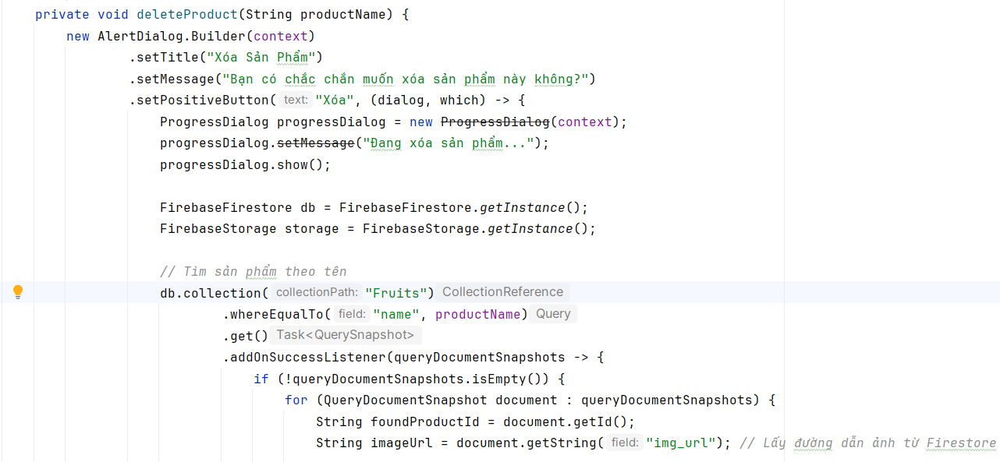 private void deleteProduct(String productName) {
new AlertDialog.Builder(context)
.setTitle("Xóa Sản Phẩm")
.setMessage("Bạn có chắc chắn muốn xóa sản phẩm này không?")
.setPositiveButton( text: "Xóa", (dialog, which) -> {
ProgressDialog progressDialog = new ProgressDialog(context);
progressDialog.setMessage("Đang xóa sản phẩm...");
progressDialog.show();
FirebaseFirestore db = FirebaseFirestore.getInstance();
FirebaseStorage storage = FirebaseStorage.getInstance();
// Tìm sản phẩm theo tên
db.collection( collectionPath: "Fruits") CollectionReference
.whereEqualTo( field: "name", productName) Query
.get() Task<QuerySnapshot>
.addOnSuccessListener(queryDocumentSnapshots -> {
if (!queryDocumentSnapshots.isEmpty()) {
for (QueryDocumentSnapshot document : queryDocumentSnapshots) {
String foundProductId = document.getId();
String imageUrl = document.getString( field: "img_url"); // Lấy đường dẫn ảnh từ Firestore